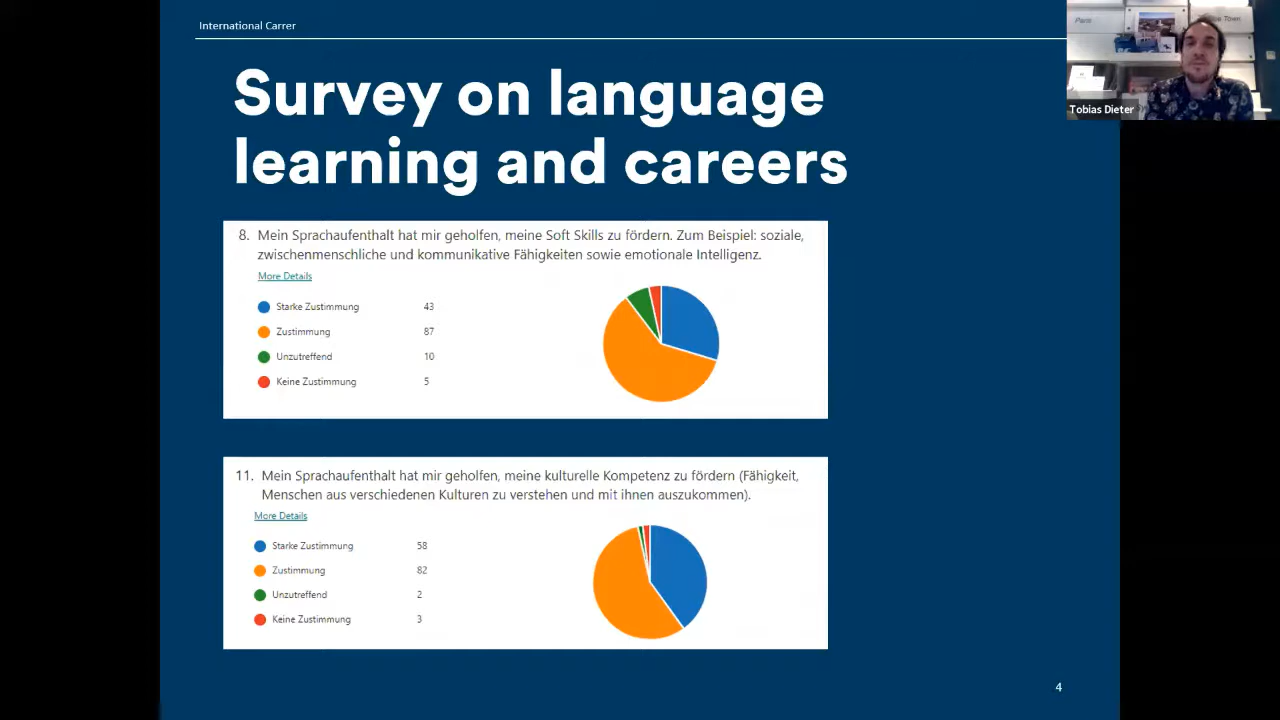 International Carrer
Survey on language
learning and careers
8. Mein Sprachaufenthalt hat mir geholfen, meine Soft Skills zu fördern. Zum Beispiel: soziale,
zwischenmenschliche und kommunikative Fähigkeiten sowie emotionale Intelligenz.
More Details
Starke Zustimmung 43
Zustimmung 87
Unzutreffend 10
Keine Zustimmung 5
11. Mein Sprachaufenthalt hat mir geholfen, meine kulturelle Kompetenz zu fördern (Fähigkeit,
Menschen aus verschiedenen Kulturen zu verstehen und mit ihnen auszukommen).
More Details
Starke Zustimmung 58
Zustimmung 82
Unzutreffend 2
Keine Zustimmung 3
4
Paris
Town
Tobias Dieter